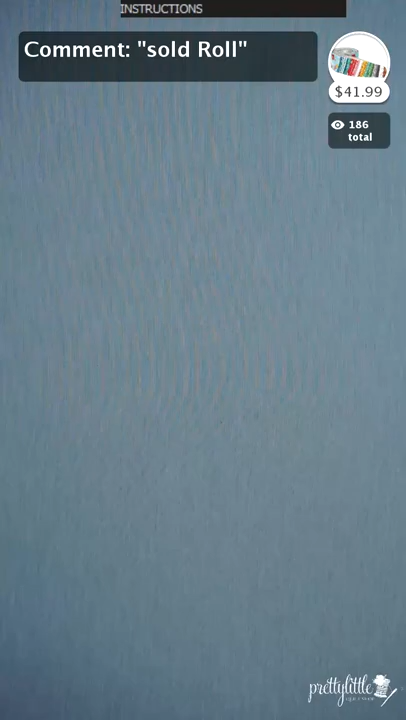 INSTRUCTIONS
Comment: "sold Roll"
$41.99
186
total
prettylittle